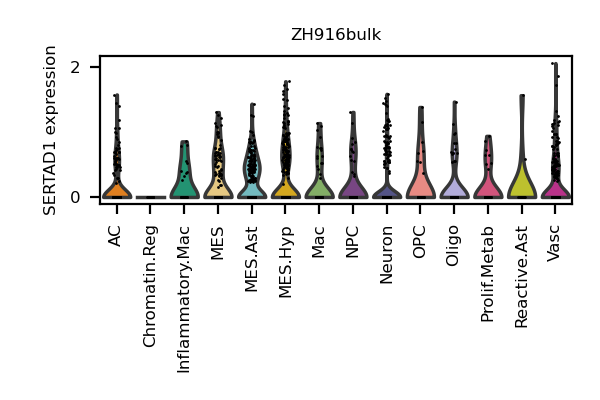 ZH916bulk
SERTAD1 expression
2
0
AC
Chromatin.Reg
Inflammatory.Mac
MES
MES.Ast
MES.Hyp
Mac
NPC
Neuron
OPC
Oligo
Prolif.Metab
Reactive.Ast
Vasc